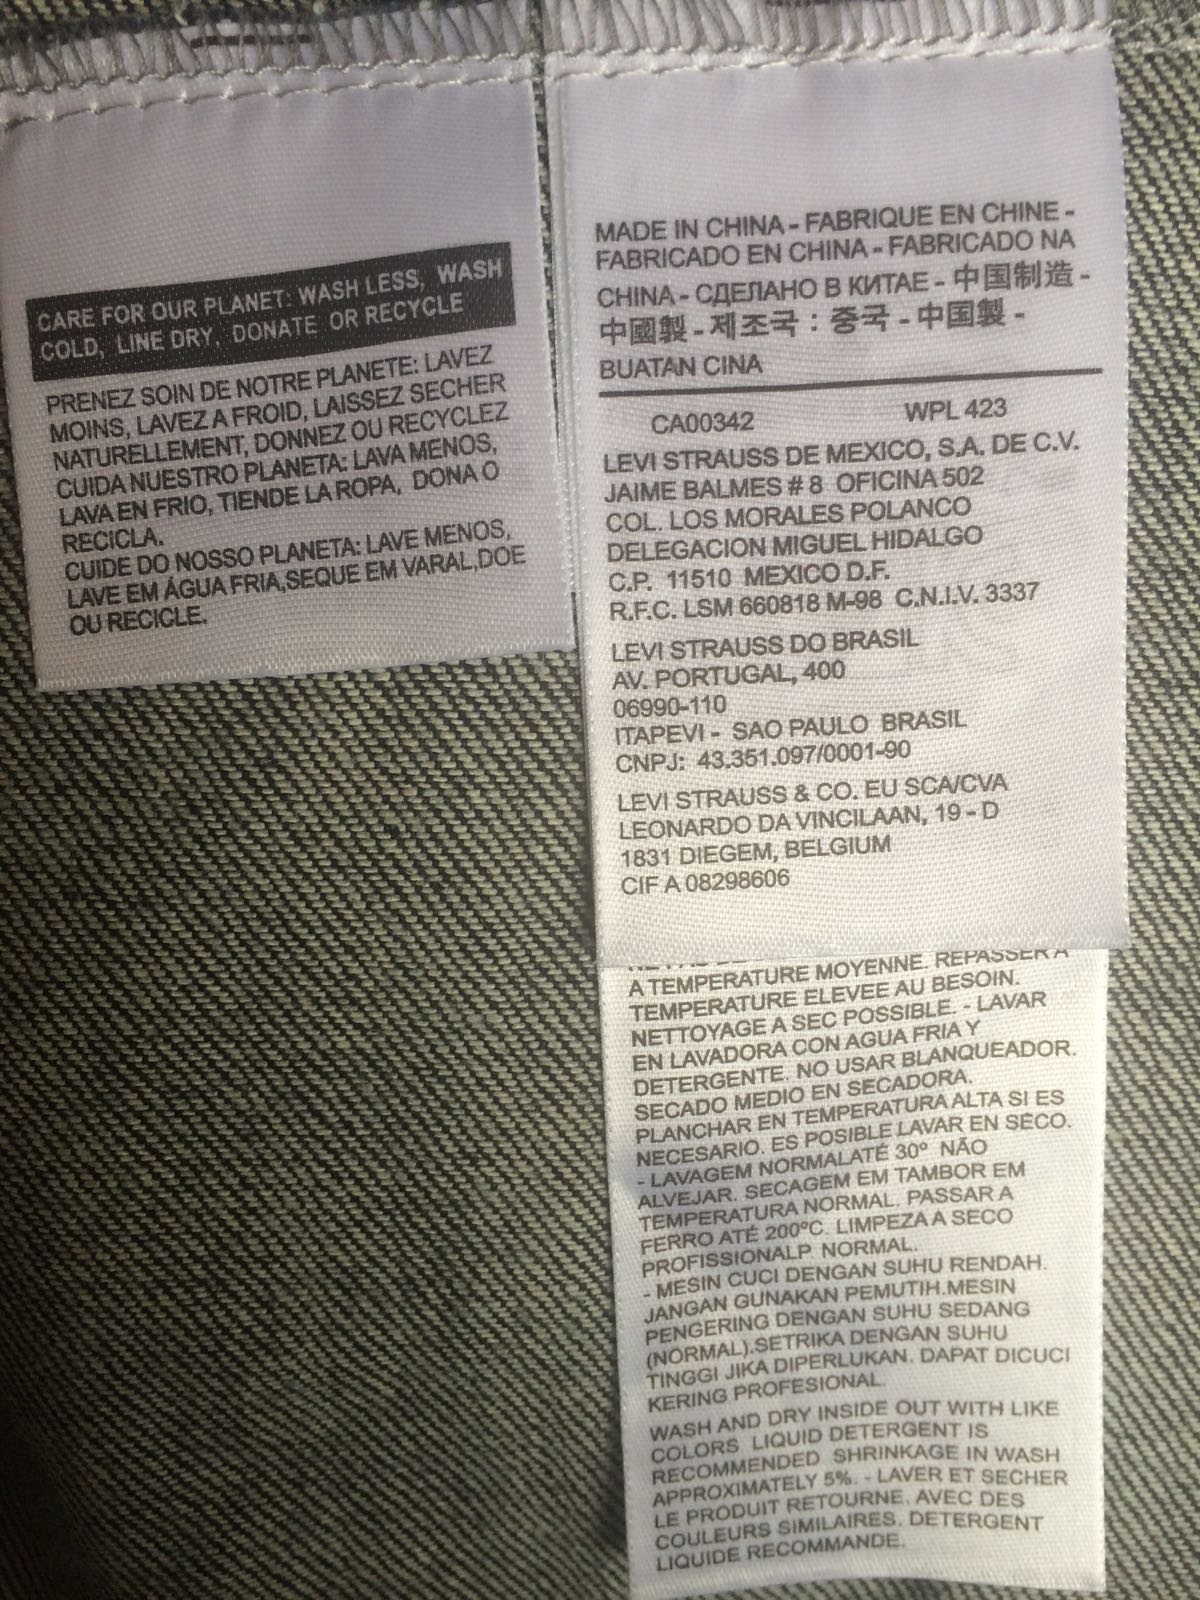 CARE FOR OUR PLANET: WASH LESS, WASH
COLD, LINE DRY, DONATE OR RECYCLE
PRENEZ SOIN DE NOTRE PLANETE: LAVEZ
MOINS, LAVEZ A FROID, LAISSEZ SECHER
NATURELLEMENT, DONNEZ OU RECYCLEZ
CUIDA NUESTRO PLANETA: LAVA MENOS,
LAVA EN FRIO, TIENDE LA ROPA, DONA O
RECICLA.
CUIDE DO NOSSO PLANETA: LAVE MENOS,
LAVE EM ÁGUA FRIA,SEQUE EM VARAL,DOE
OU RECICLE.
MADE IN CHINA - FABRIQUE EN CHINE -
FABRICADO EN CHINA - FABRICADO NA
CHINA - СДЕЛАНО В КИТАЕ - 中国制造 -
中國製 - 제조국 : 중국 - 中国製 -
BUATAN CINA
CA00342 WPL 423
LEVI STRAUSS DE MEXICO, S.A. DE C.V.
JAIME BALMES # 8 OFICINA 502
COL. LOS MORALES POLANCO
DELEGACION MIGUEL HIDALGO
C.P. 11510 MEXICO D.F.
R.F.C. LSM 660818 M-98 C.N.I.V. 3337
LEVI STRAUSS DO BRASIL
AV. PORTUGAL, 400
06990-110
ITAPEVI - SAO PAULO BRASIL
CNPJ: 43.351.097/0001-90
LEVI STRAUSS & CO. EU SCA/CVA
LEONARDO DA VINCILAAN, 19 - D
1831 DIEGEM, BELGIUM
CIF A 08298606
A TEMPERATURE MOYENNE. REPASSER A
TEMPERATURE ELEVEE AU BESOIN.
NETTOYAGE A SEC POSSIBLE. - LAVAR
EN LAVADORA CON AGUA FRIA Y
DETERGENTE. NO USAR BLANQUEADOR.
SECADO MEDIO EN SECADORA.
PLANCHAR EN TEMPERATURA ALTA SI ES
NECESARIO. ES POSIBLE LAVAR EN SECO.
- LAVAGEM NORMALATÉ 30º NÃO
ALVEJAR. SECAGEM EM TAMBOR EM
TEMPERATURA NORMAL. PASSAR A
FERRO ATÉ 200ºC. LIMPEZA A SECO
PROFISSIONALP NORMAL.
- MESIN CUCI DENGAN SUHU RENDAH.
JANGAN GUNAKAN PEMUTIH.MESIN
PENGERING DENGAN SUHU SEDANG
(NORMAL).SETRIKA DENGAN SUHU
TINGGI JIKA DIPERLUKAN. DAPAT DICUCI
KERING PROFESIONAL.
WASH AND DRY INSIDE OUT WITH LIKE
COLORS LIQUID DETERGENT IS
RECOMMENDED SHRINKAGE IN WASH
APPROXIMATELY 5%. - LAVER ET SECHER
LE PRODUIT RETOURNE. AVEC DES
COULEURS SIMILAIRES. DETERGENT
LIQUIDE RECOMMANDE.